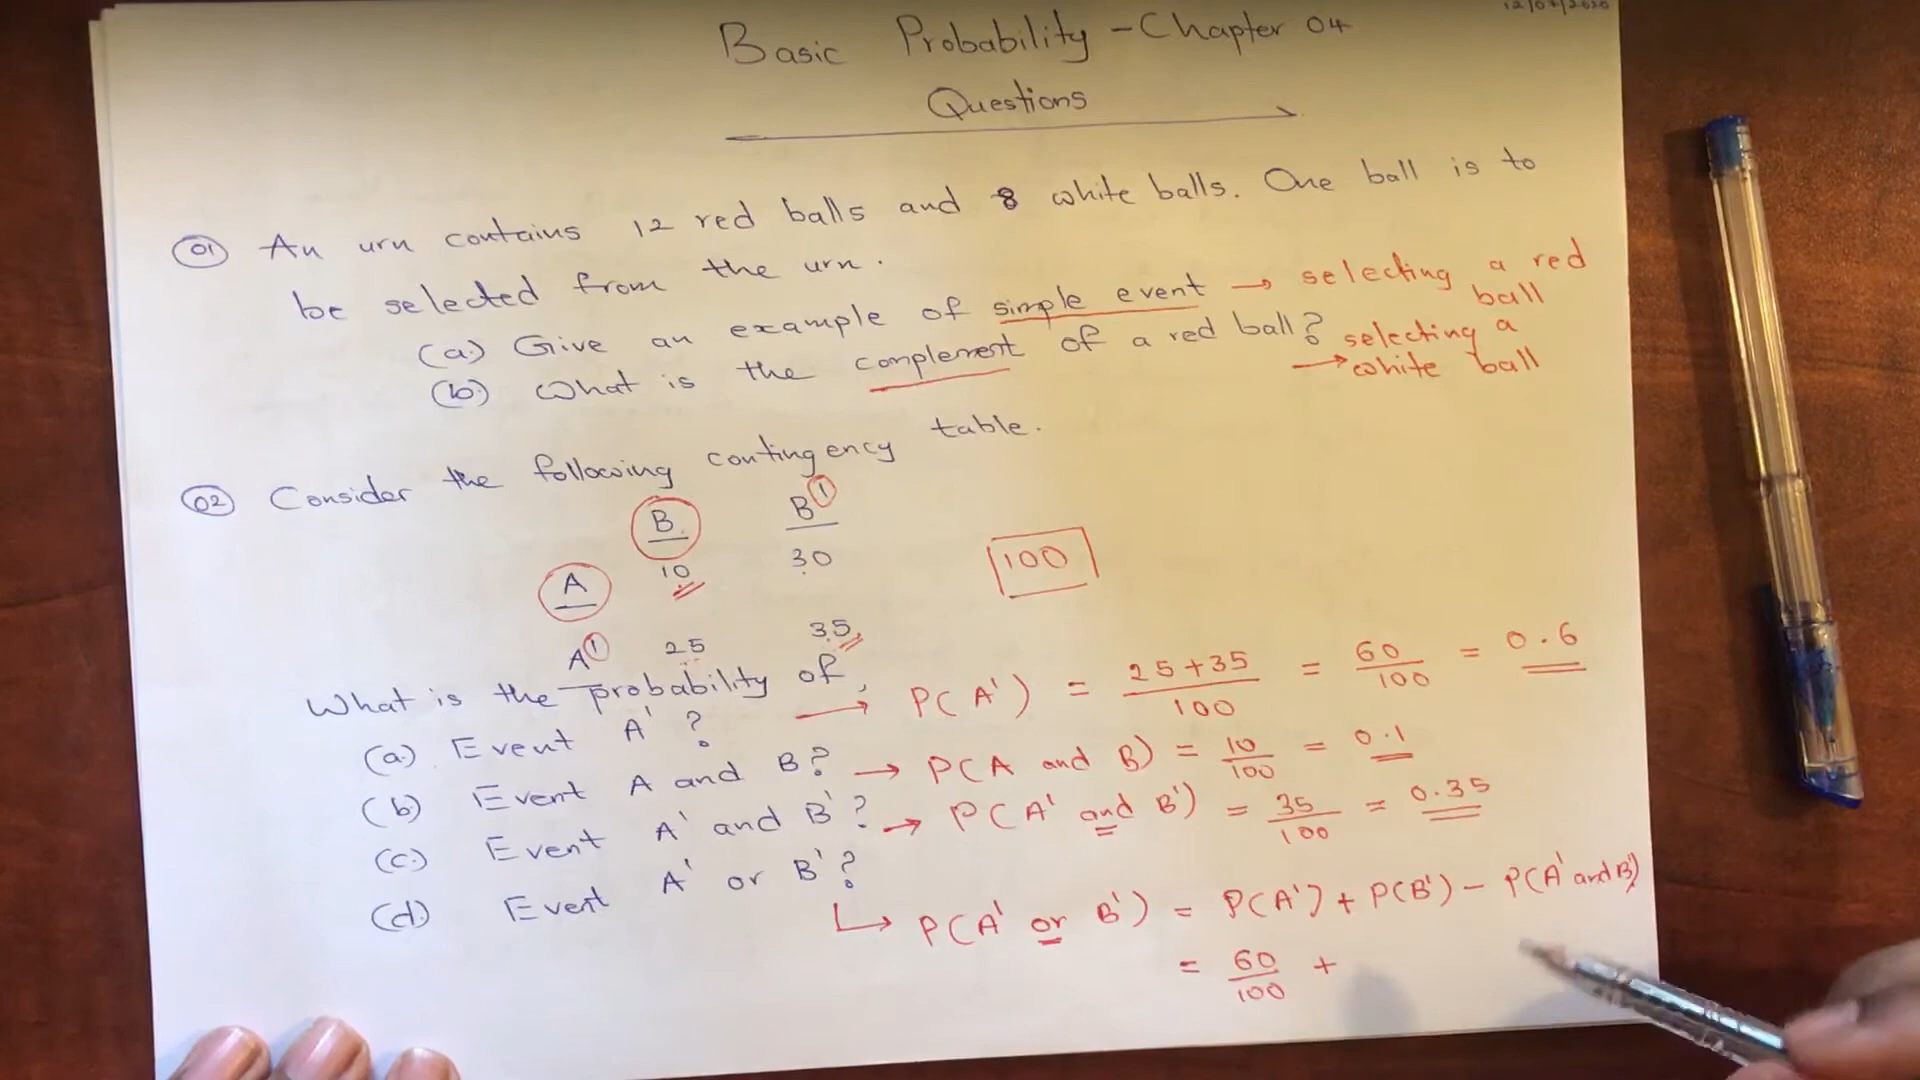 12/07/2020
Basic Probability - Chapter 04
Questions
01 An urn contains 12 red balls and 8 white balls. One ball is to
be selected from the urn.
(a.) Give an example of simple event → selecting a red
ball
(b.) What is the complement of a red ball? selecting a
→ white ball
02 Consider the following contingency table.
B B'
A 10 30
100
A' 25 35
What is the probability of,
(a.) Event A' ? → P(A') = 25+35/100 = 60/100 = 0.6
(b.) Event A and B? → P(A and B) = 10/100 = 0.1
(c.) Event A' and B'? → P(A' and B') = 35/100 = 0.35
(d.) Event A' or B'?
P(A' or B') = P(A') + P(B') - P(A' and B')
= 60/100 +